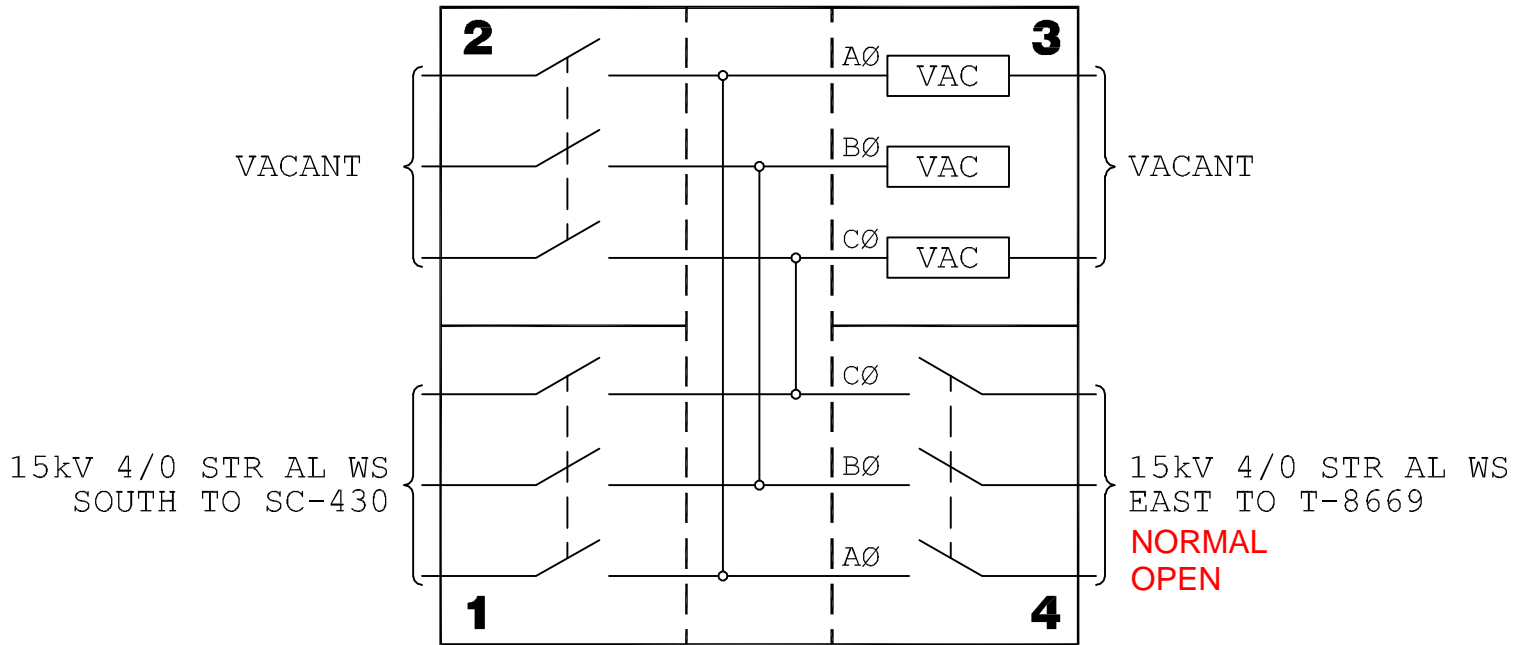 2
3
AØ
VAC
BØ
VAC
CØ
VAC
VACANT
VACANT
CØ
BØ
AØ
15kV 4/0 STR AL WS
SOUTH TO SC-430
15kV 4/0 STR AL WS
EAST TO T-8669
NORMAL
OPEN
1
4